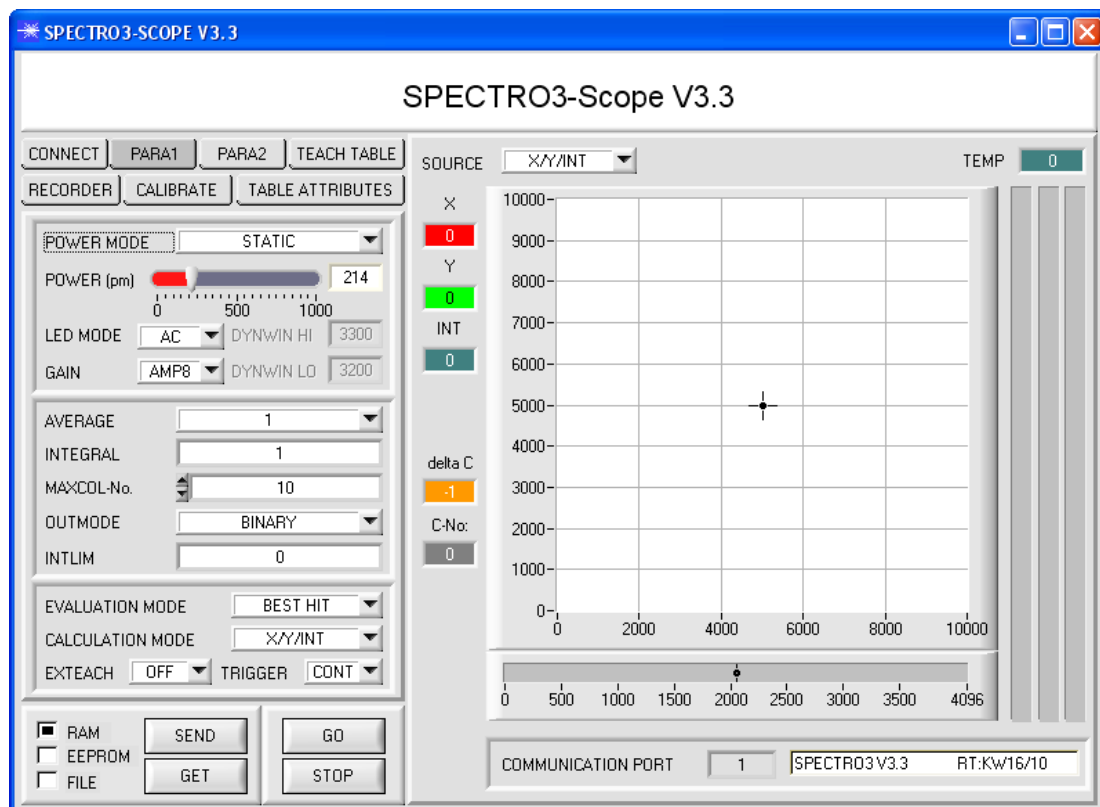 SPECTRO3-SCOPE V3.3
SPECTRO3-Scope V3.3
CONNECT PARA1 PARA2 TEACH TABLE
RECORDER CALIBRATE TABLE ATTRIBUTES
POWER MODE STATIC
POWER (pm) 214
0 500 1000
LED MODE AC DYNWIN HI 3300
GAIN AMP8 DYNWIN LO 3200
AVERAGE 1
INTEGRAL 1
MAXCOL-No. 10
OUTMODE BINARY
INTLIM 0
EVALUATION MODE BEST HIT
CALCULATION MODE X/Y/INT
EXTEACH OFF TRIGGER CONT
RAM
EEPROM
FILE
SEND GO
GET STOP
SOURCE X/Y/INT TEMP 0
X
0
Y
0
INT
0
delta C
-1
C-No:
0
10000
9000
8000
7000
6000
5000
4000
3000
2000
1000
0
0 2000 4000 6000 8000 10000
0 500 1000 1500 2000 2500 3000 3500 4096
COMMUNICATION PORT 1 SPECTRO3 V3.3 RT:KW16/10